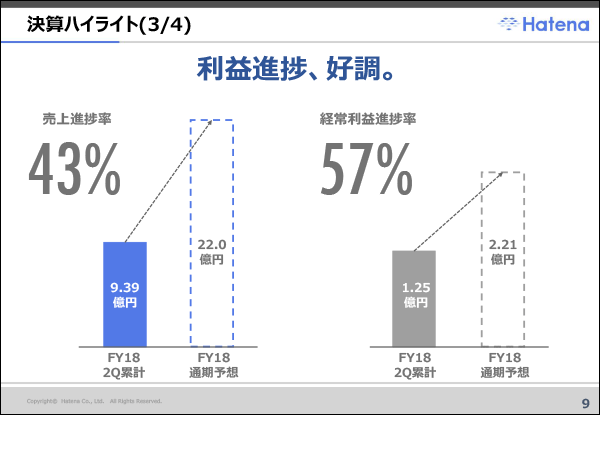 決算ハイライト(3/4)
Hatena
利益進捗、好調。
売上進捗率
43%
9.39
億円
22.0
億円
FY18
2Q累計
FY18
通期予想
経常利益進捗率
57%
1.25
億円
2.21
億円
FY18
2Q累計
FY18
通期予想
Copyright© Hatena Co., Ltd. All Rights Reserved.
9